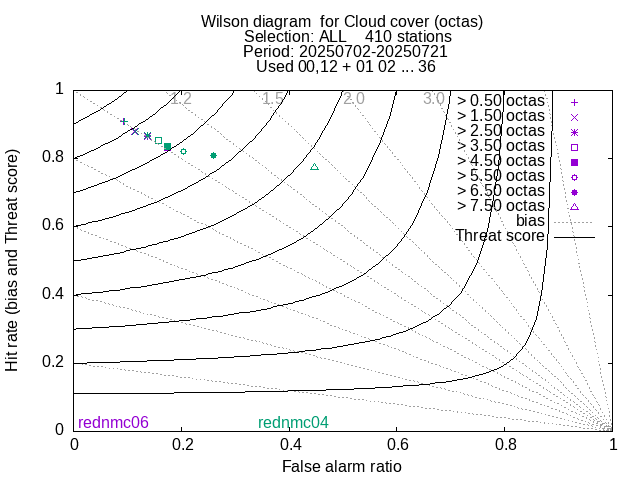 Wilson diagram  for Cloud cover (octas)
Selection: ALL    410 stations
Period: 20250702-20250721
Used 00,12 + 01 02 ... 36
1.2 1.5 2.0 3.0
> 0.50 octas
> 1.50 octas
> 2.50 octas
> 3.50 octas
> 4.50 octas
> 5.50 octas
> 6.50 octas
> 7.50 octas
bias
Threat score
1
0.8
0.6
0.4
0.2
0
Hit rate (bias and Threat score)
rednmc06 rednmc04
0 0.2 0.4 0.6 0.8 1
False alarm ratio